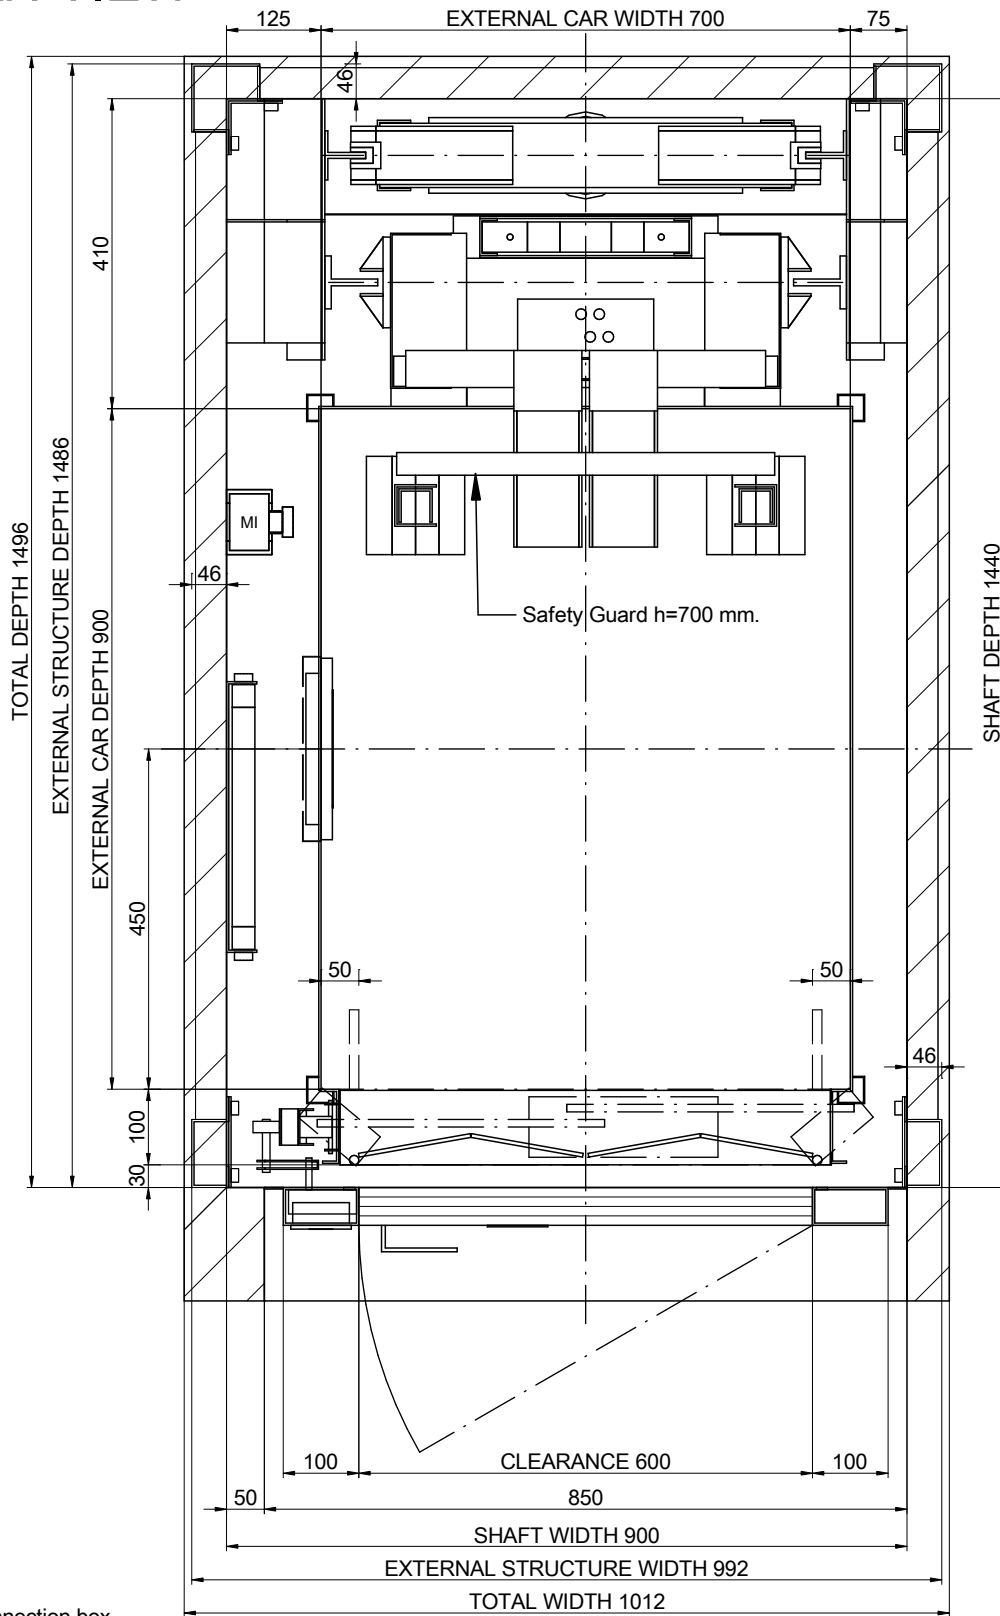 125
EXTERNAL CAR WIDTH 700
75
46
410
TOTAL DEPTH 1496
EXTERNAL STRUCTURE DEPTH 1486
EXTERNAL CAR DEPTH 900
SHAFT DEPTH 1440
MI
46
Safety Guard h=700 mm.
450
50
50
46
100
30
100
CLEARANCE 600
100
50
850
SHAFT WIDTH 900
EXTERNAL STRUCTURE WIDTH 992
TOTAL WIDTH 1012